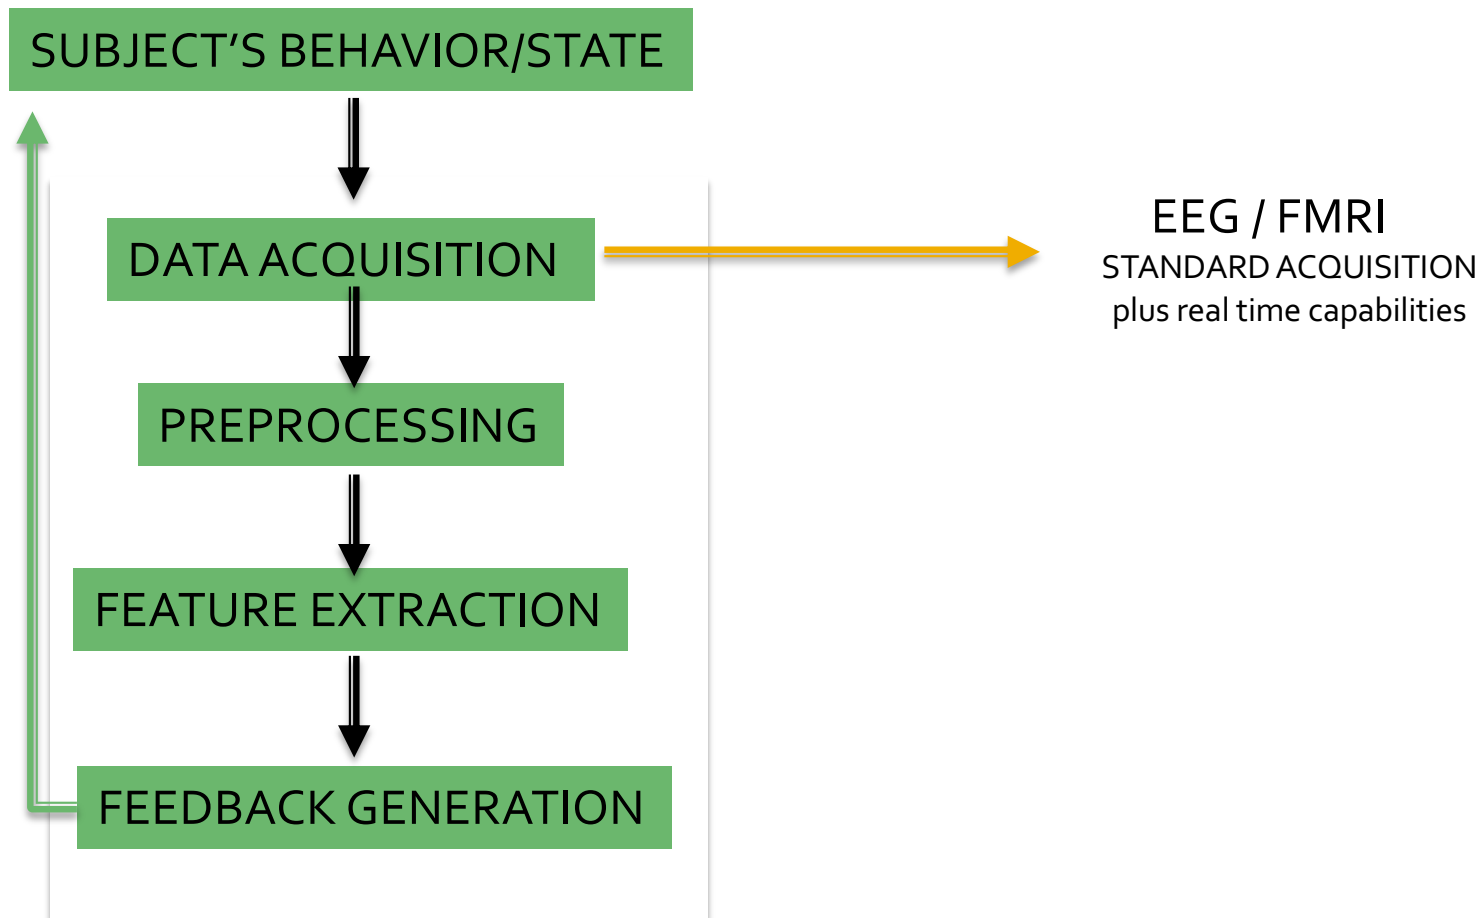 SUBJECT’S BEHAVIOR/STATE
DATA ACQUISITION
EEG / FMRI
STANDARD ACQUISITION
plus real time capabilities
PREPROCESSING
FEATURE EXTRACTION
FEEDBACK GENERATION